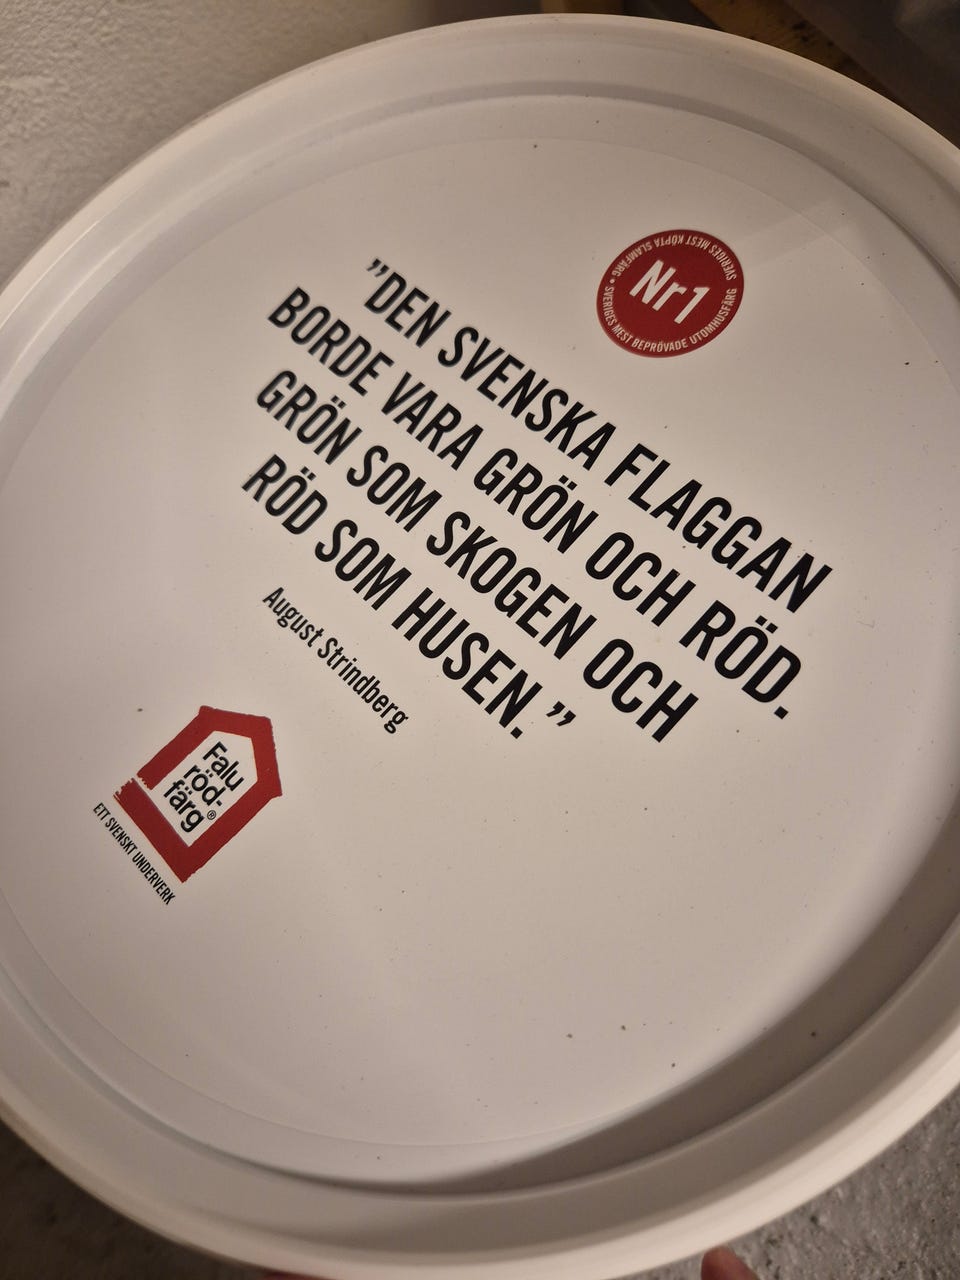 "DEN SVENSKA FLAGGAN
BORDE VARA GRÖN OCH RÖD.
GRÖN SOM SKOGEN OCH
RÖD SOM HUSEN."
August Strindberg
Nr1
SVERIGES MEST KÖPTA SLAMFÄRG • SVERIGES MEST BEPRÖVADE UTOMHUSFÄRG
Falu
röd-
färg®
ETT SVENSKT UNDERVERK